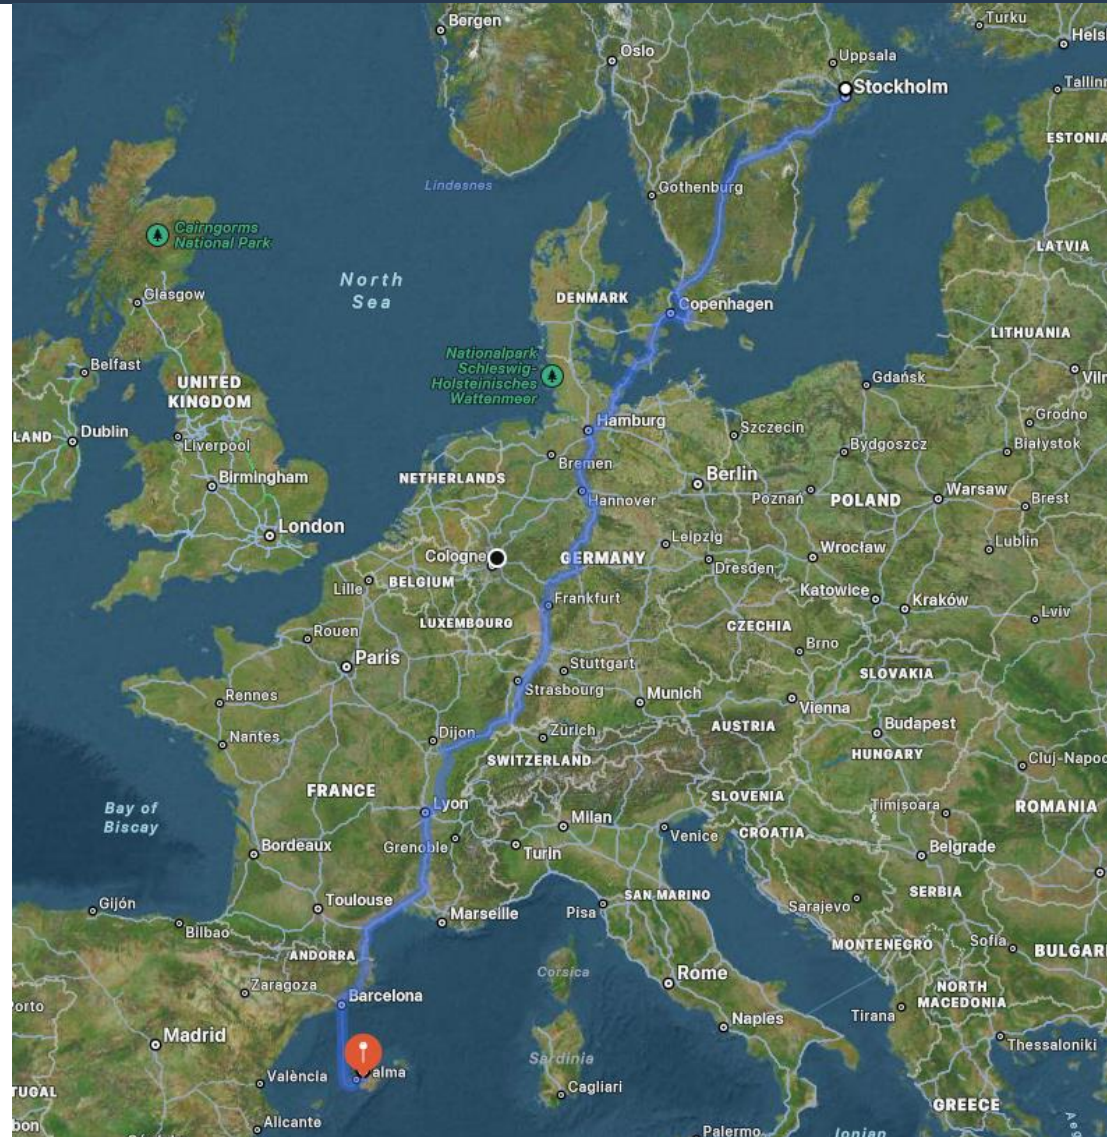 Bergen
Turku
Oslo
Uppsala
Stockholm
Lindesnes
Gothenburg
Cairngorms
National Park
North
Sea
DENMARK
Copenhagen
ESTONIA
LATVIA
Glasgow
LITHUANIA
Nationalpark
Schleswig-
Holsteinisches
Wattenmeer
Belfast
UNITED
KINGDOM
Gdańsk
Grodno
Hamburg
Szczecin
Dublin
Liverpool
Bydgoszcz
Białystok
Bremen
Birmingham
NETHERLANDS
Berlin
Hannover
Poznań
POLAND
Warsaw
Brest
London
Leipzig
Wrocław
Lublin
Cologne
GERMANY
Dresden
Lille
BELGIUM
Katowice
Kraków
Frankfurt
Lviv
LUXEMBOURG
CZECHIA
Rouen
Brno
Paris
Stuttgart
SLOVAKIA
Strasbourg
Munich
Rennes
Vienna
Budapest
Nantes
Dijon
Zürich
AUSTRIA
SWITZERLAND
HUNGARY
Cluj-Napoc
FRANCE
SLOVENIA
Lyon
Timișoara
ROMANIA
Bay of
Biscay
Milan
Venice
CROATIA
Bordeaux
Grenoble
Turin
Belgrade
SAN MARINO
SERBIA
Toulouse
Gijón
Marseille
Pisa
Sarajevo
Bilbao
MONTENEGRO
Sofia
BULGARI
ANDORRA
Corsica
Rome
Zaragoza
NORTH
MACEDONIA
Barcelona
Tirana
Madrid
Naples
Thessaloniki
Sardinia
València
alma
Cagliari
TUGAL
GREECE
Alicante
Palermo
Ionian